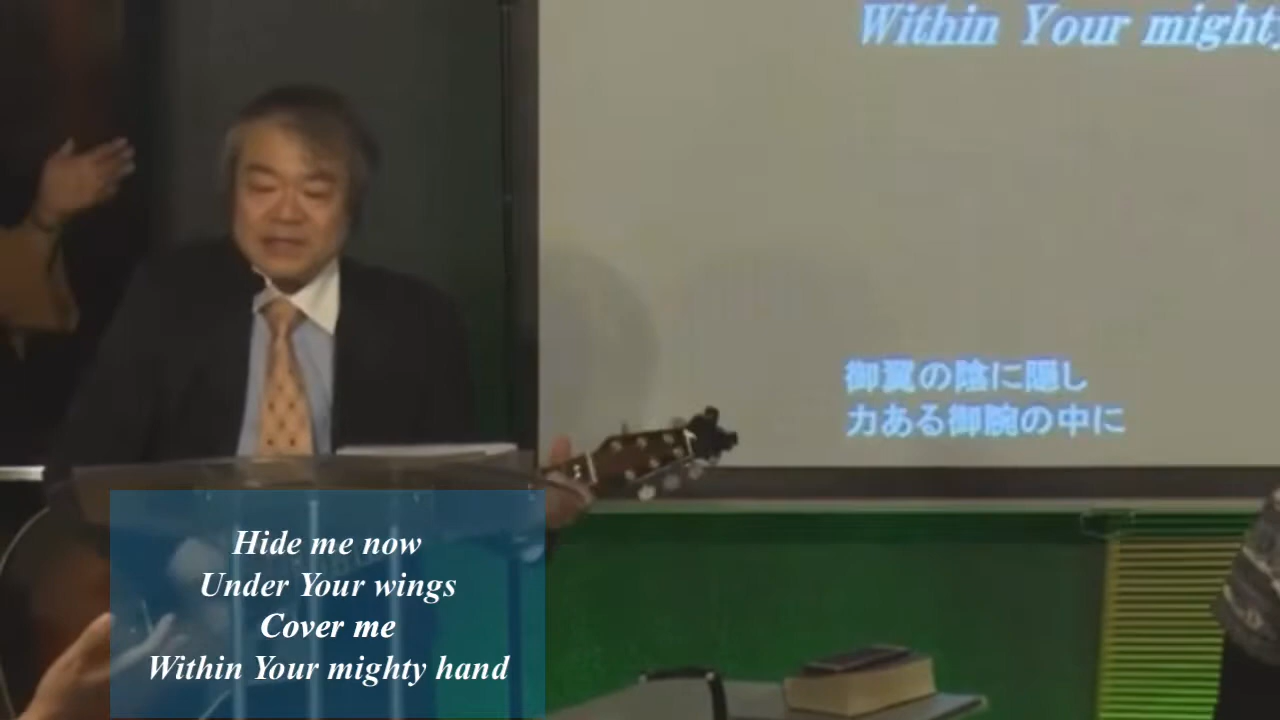 Within Your mighty
御翼の陰に隠し
力ある御腕の中に
Hide me now
Under Your wings
Cover me
Within Your mighty hand